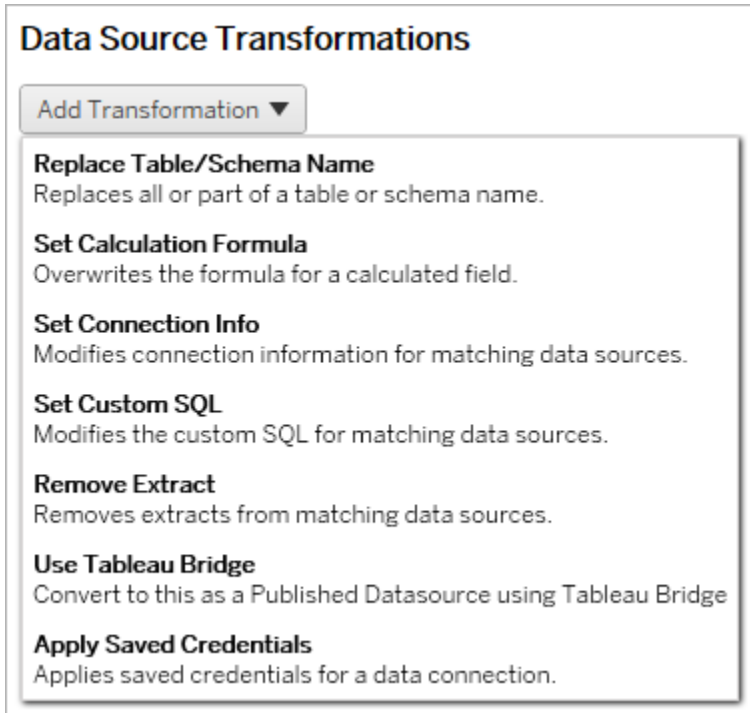 Data Source Transformations
Add Transformation ▼
Replace Table/Schema Name
Replaces all or part of a table or schema name.
Set Calculation Formula
Overwrites the formula for a calculated field.
Set Connection Info
Modifies connection information for matching data sources.
Set Custom SQL
Modifies the custom SQL for matching data sources.
Remove Extract
Removes extracts from matching data sources.
Use Tableau Bridge
Convert to this as a Published Datasource using Tableau Bridge
Apply Saved Credentials
Applies saved credentials for a data connection.